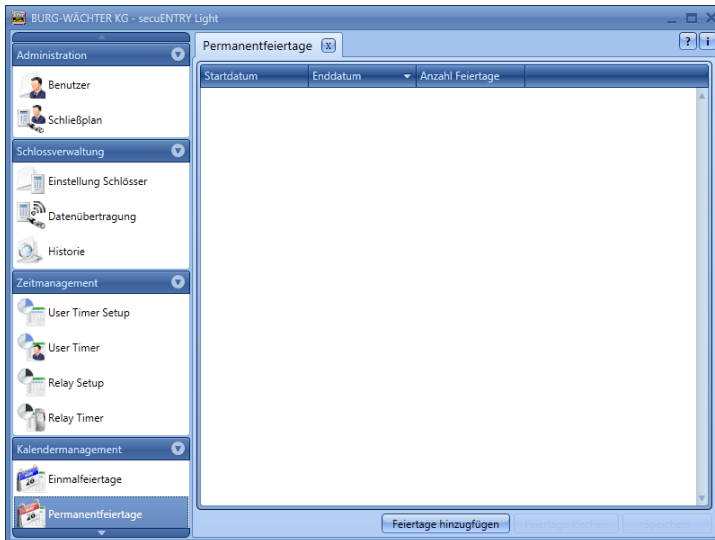 BURG-WÄCHTER KG - secuENTRY Light
Administration
Benutzer
Schließplan
Schlossverwaltung
Einstellung Schlösser
Datenübertragung
Historie
Zeitmanagement
User Timer Setup
User Timer
Relay Setup
Relay Timer
Kalendermanagement
Einmalfeiertage
Permanentfeiertage
Permanentfeiertage x
? i
Startdatum Enddatum Anzahl Feiertage
Feiertage hinzugfügen Feiertage löschen Speichern